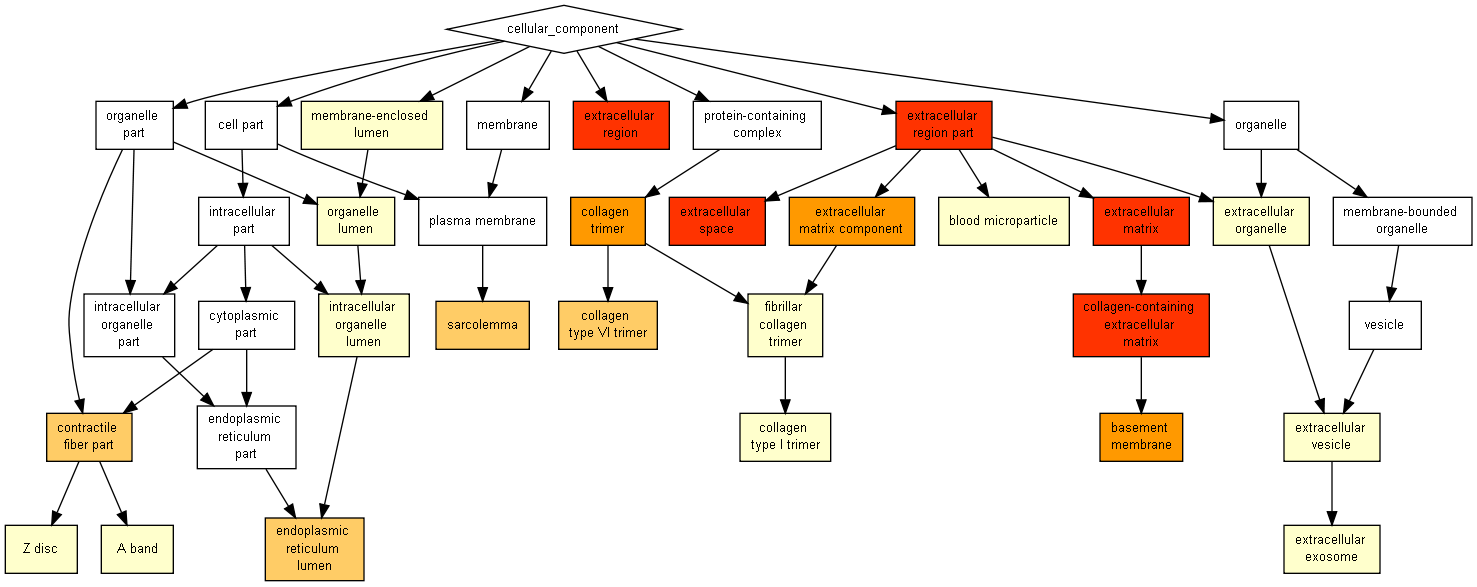 cellular_component
organelle
part
cell part
membrane-enclosed
lumen
membrane
extracellular
region
protein-containing
complex
extracellular
region part
organelle
intracellular
part
organelle
lumen
plasma membrane
collagen
trimer
extracellular
space
extracellular
matrix component
blood microparticle
extracellular
matrix
extracellular
organelle
membrane-bounded
organelle
intracellular
organelle
part
cytoplasmic
part
intracellular
organelle
lumen
sarcolemma
collagen
type VI trimer
fibrillar
collagen
trimer
collagen-containing
extracellular
matrix
vesicle
contractile
fiber part
endoplasmic
reticulum
part
collagen
type I trimer
basement
membrane
extracellular
vesicle
Z disc
A band
endoplasmic
reticulum
lumen
extracellular
exosome